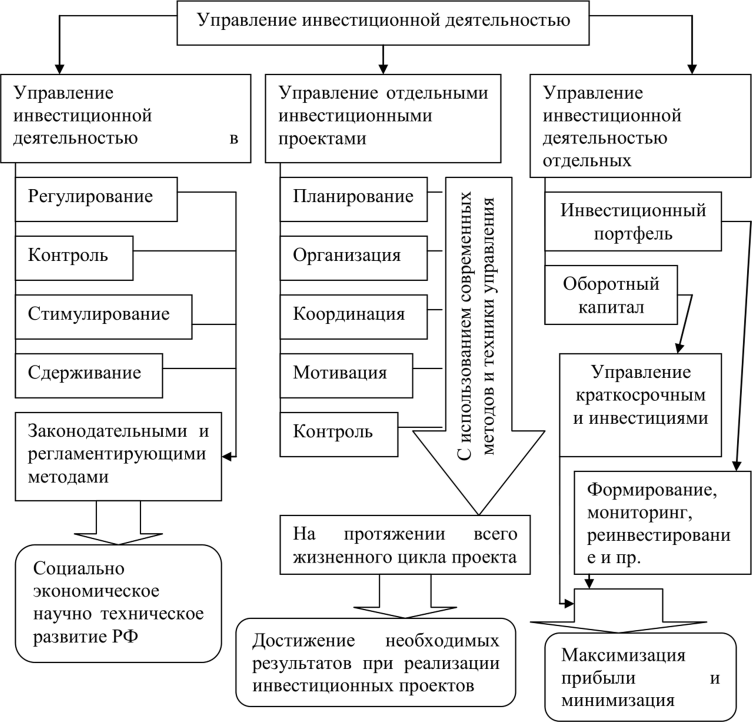 Управление инвестиционной деятельностью
Управление
инвестиционной
деятельностью в
Регулирование
Контроль
Стимулирование
Сдерживание
Законодательными и
регламентирующими
методами
Социально
экономическое
научно техническое
развитие РФ
Управление отдельными
инвестиционными
проектами
Планирование
Организация
Координация
Мотивация
Контроль
С использованием современных
методов и техники управления
На протяжении всего
жизненного цикла проекта
Достижение необходимых
результатов при реализации
инвестиционных проектов
Управление
инвестиционной
деятельностью
отдельных
Инвестиционный
портфель
Оборотный
капитал
Управление
краткосрочным
и инвестициями
Формирование,
мониторинг,
реинвестировани
е и пр.
Максимизация
прибыли и
минимизация